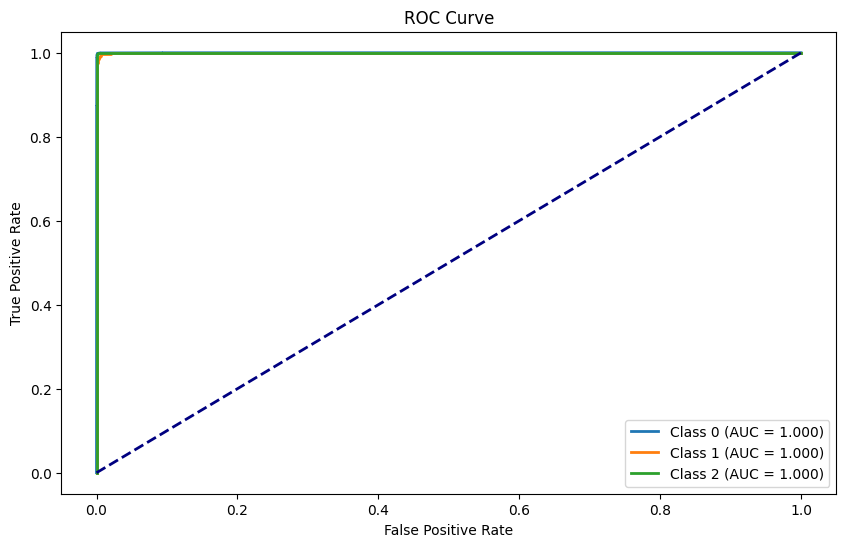 ROC Curve
True Positive Rate
1.0
0.8
0.6
0.4
0.2
0.0
0.0 0.2 0.4 0.6 0.8 1.0
False Positive Rate
Class 0 (AUC = 1.000)
Class 1 (AUC = 1.000)
Class 2 (AUC = 1.000)